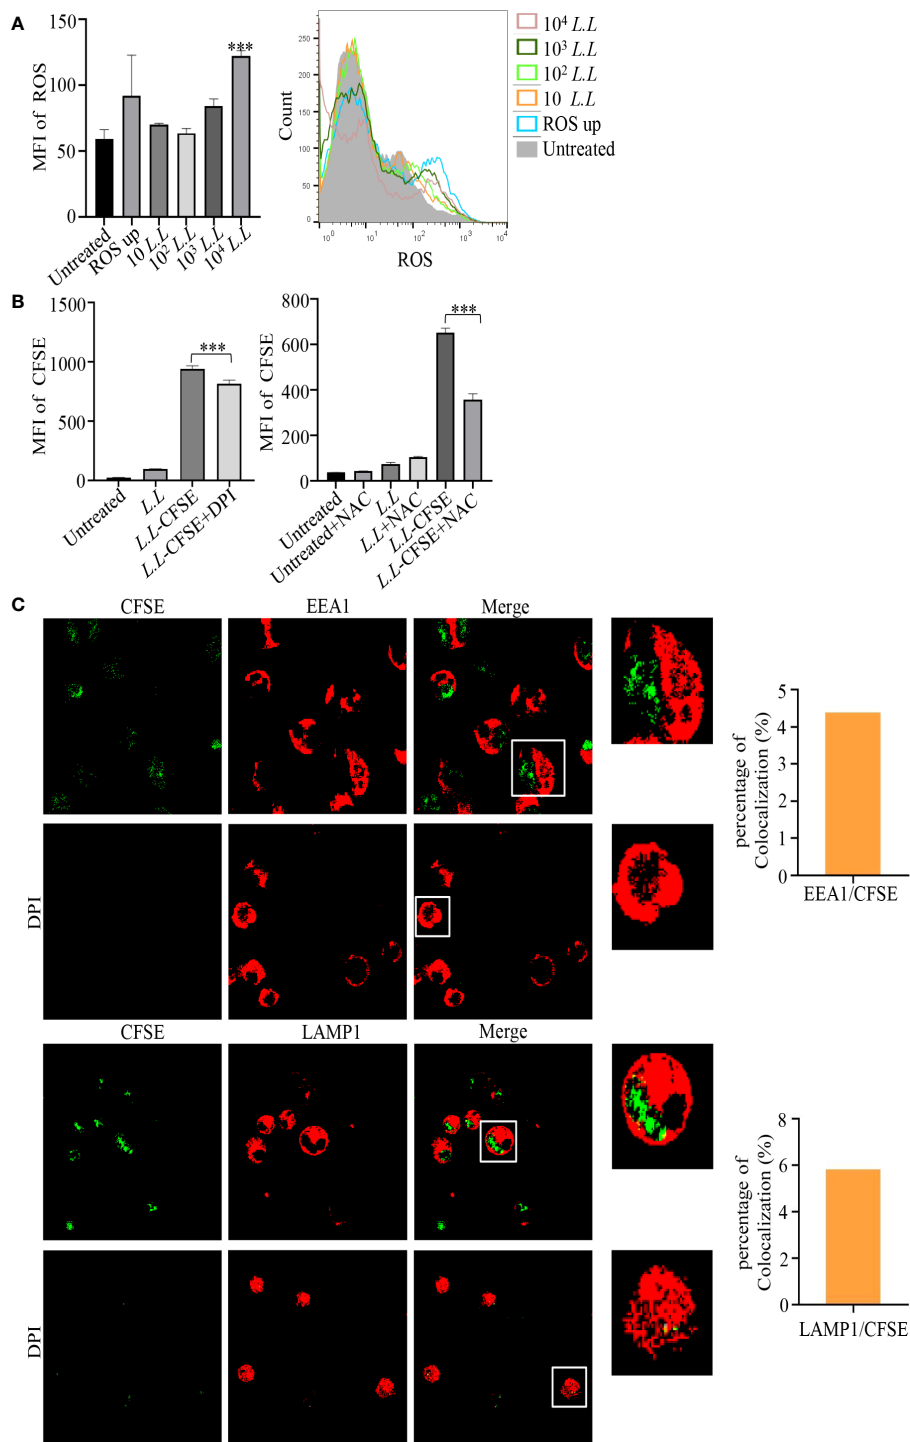 A
MFI of ROS
150
100
50
0
***
Untreated
ROS up
10 L.L
10² L.L
10³ L.L
10⁴ L.L
Count
250
200
150
100
50
0
10⁰ 10¹ 10² 10³ 10⁴
ROS
10⁴ L.L
10³ L.L
10² L.L
10 L.L
ROS up
Untreated
B
MFI of CFSE
1500
1000
500
0
***
Untreated
L.L
L.L-CFSE
L.L-CFSE+DPI
MFI of CFSE
800
600
400
200
0
***
Untreated
Untreated+NAC
L.L
L.L+NAC
L.L-CFSE
L.L-CFSE+NAC
C
CFSE EEA1 Merge
DPI
percentage of
Colocalization (%)
5
4
3
2
1
0
EEA1/CFSE
CFSE LAMP1 Merge
DPI
percentage of
Colocalization (%)
8
6
4
2
0
LAMP1/CFSE